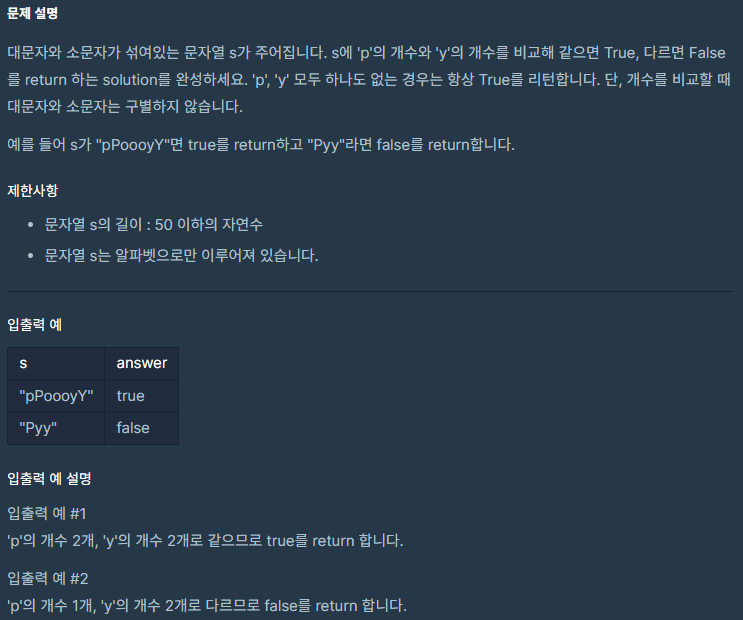 문제 설명
대문자와 소문자가 섞여있는 문자열 s가 주어집니다. s에 'p'의 개수와 'y'의 개수를 비교해 같으면 True, 다르면 False
를 return 하는 solution를 완성하세요. 'p', 'y' 모두 하나도 없는 경우는 항상 True를 리턴합니다. 단, 개수를 비교할 때
대문자와 소문자는 구별하지 않습니다.
예를 들어 s가 "pPoooyY"면 true를 return하고 "Pyy"라면 false를 return합니다.
제한사항
• 문자열 s의 길이 : 50 이하의 자연수
• 문자열 s는 알파벳으로만 이루어져 있습니다.
입출력 예
s answer
"pPoooyY" true
"Pyy" false
입출력 예 설명
입출력 예 #1
'p'의 개수 2개, 'y'의 개수 2개로 같으므로 true를 return 합니다.
입출력 예 #2
'p'의 개수 1개, 'y'의 개수 2개로 다르므로 false를 return 합니다.